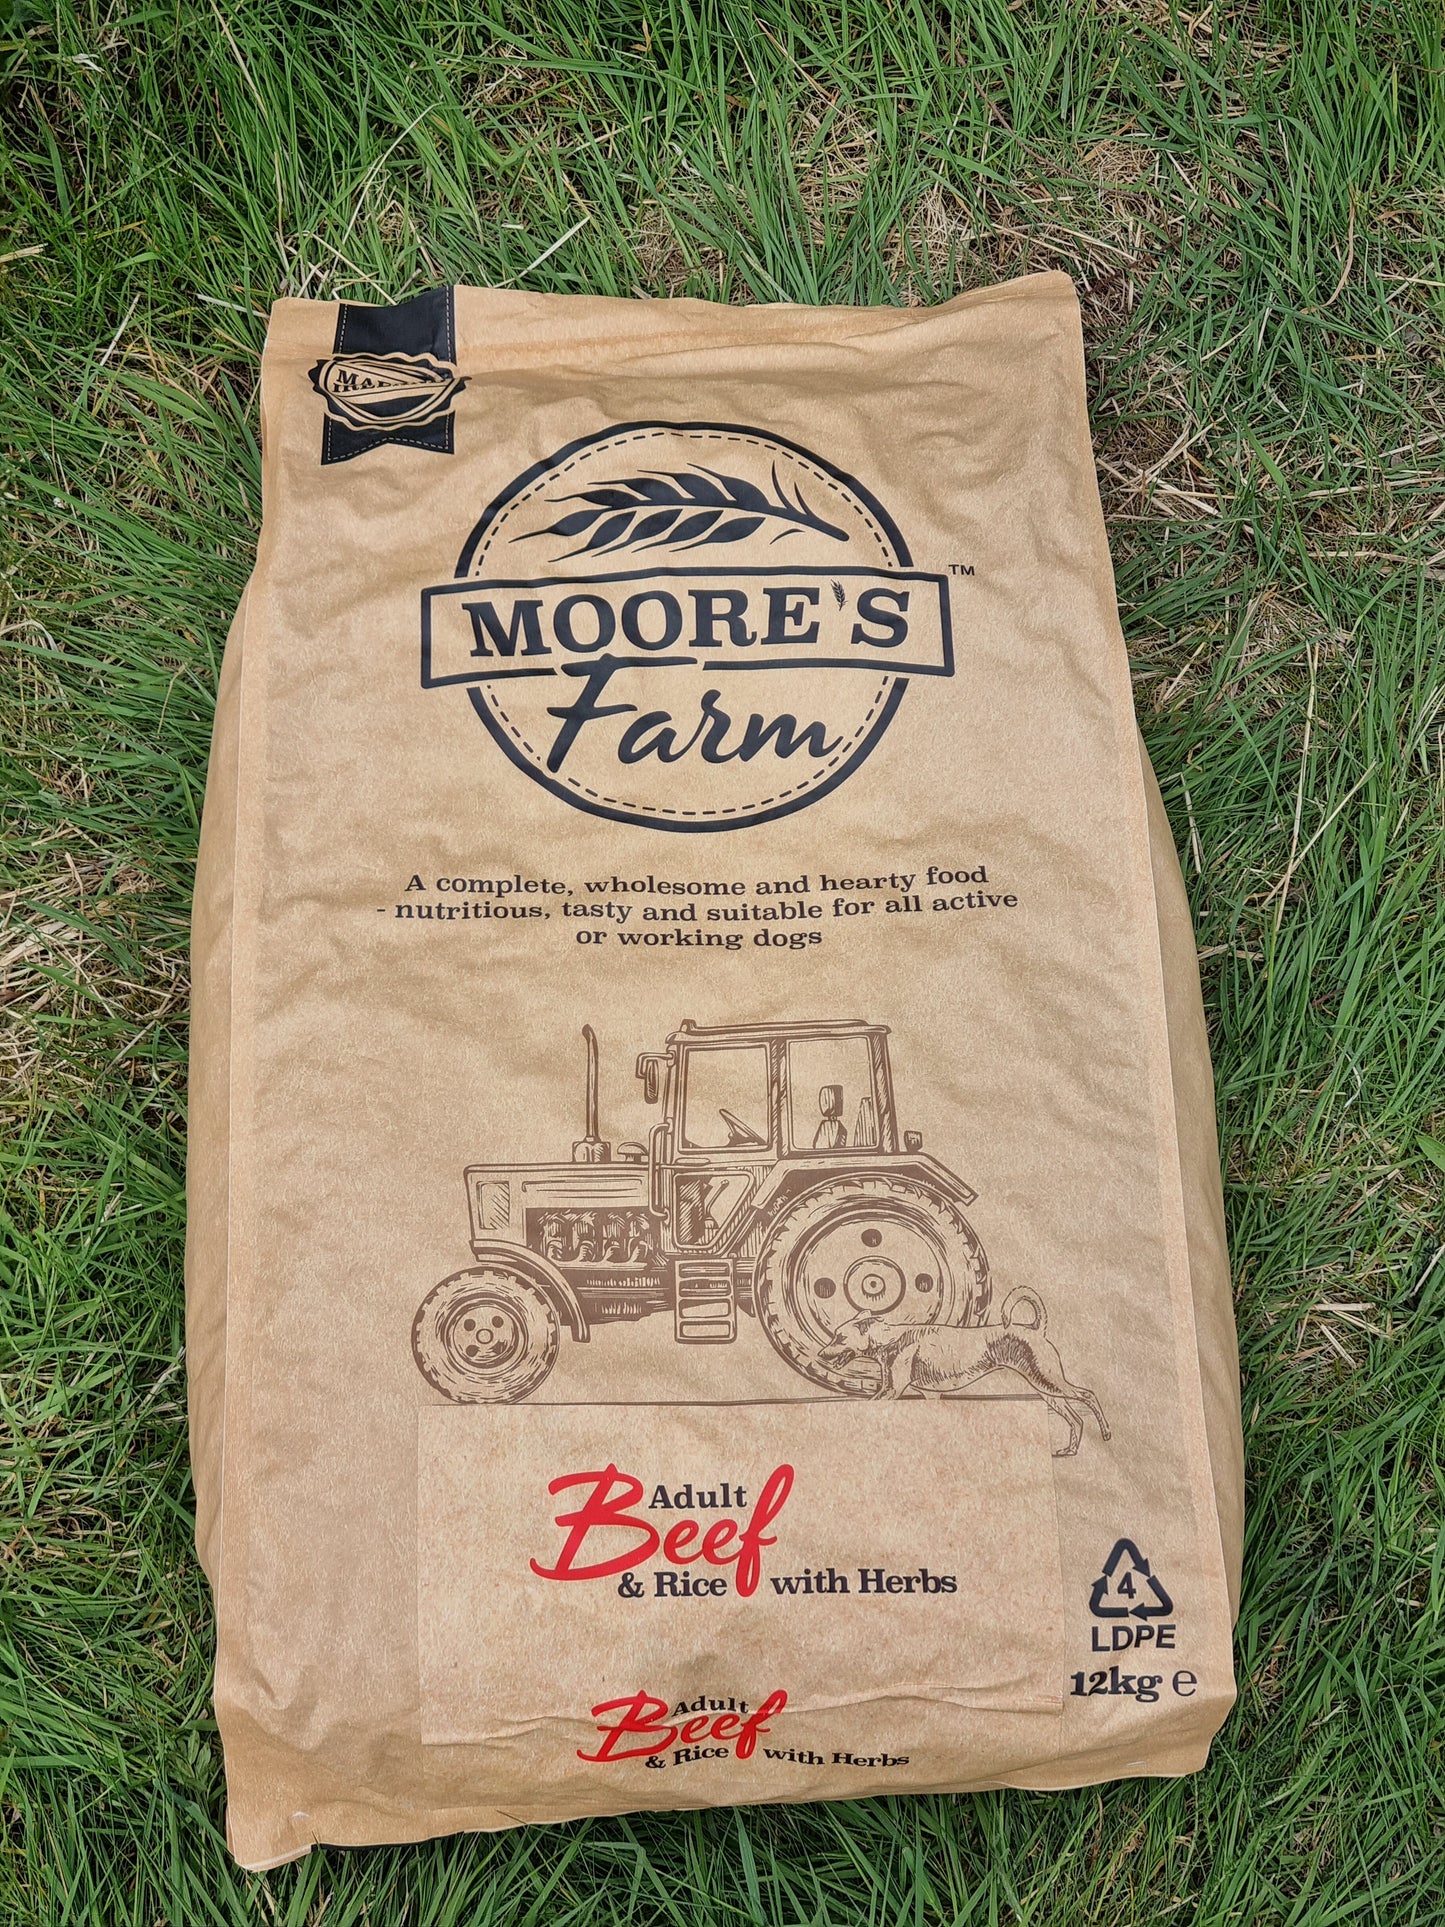 MOORE'S
TM
Farm
A complete, wholesome and hearty food
- nutritious, tasty and suitable for all active
or working dogs
Adult
Beef
& Rice with Herbs
4
LDPE
12kg ℮
Adult
Beef
& Rice with Herbs